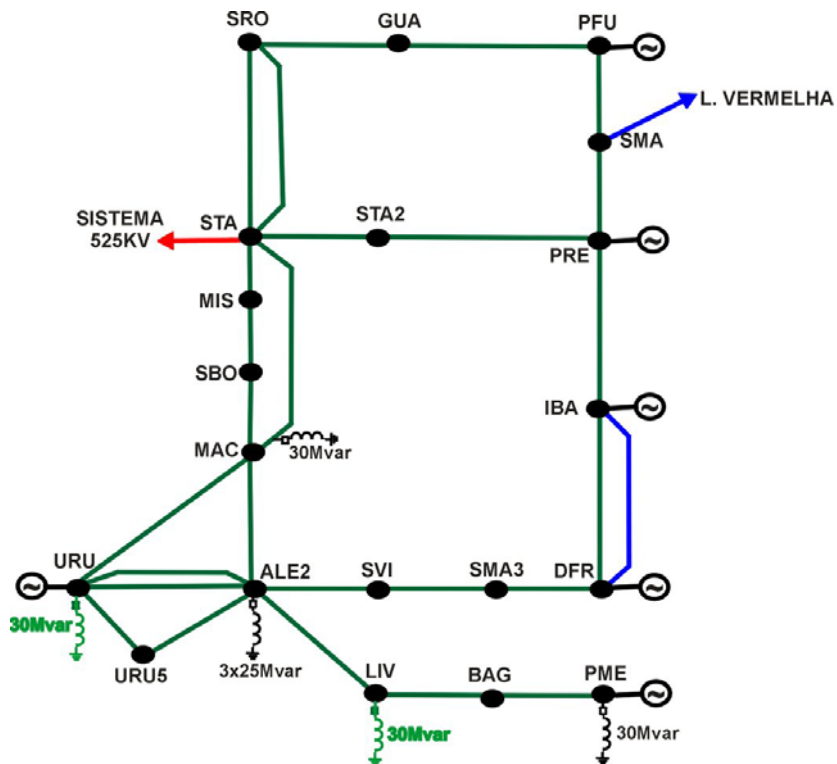 SRO
GUA
PFU
L. VERMELHA
SMA
SISTEMA
525KV
STA
STA2
PRE
MIS
SBO
IBA
MAC
30Mvar
URU
ALE2
SVI
SMA3
DFR
30Mvar
URU5
3x25Mvar
LIV
BAG
PME
30Mvar
30Mvar